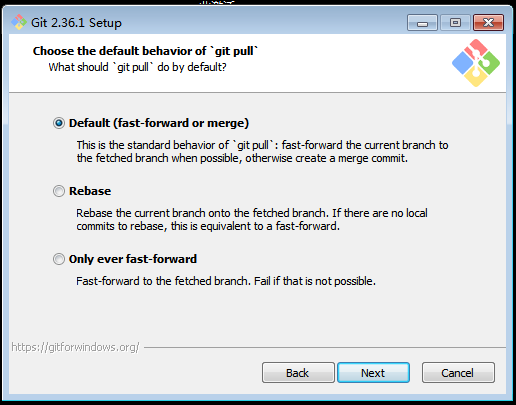 Git 2.36.1 Setup
Choose the default behavior of `git pull`
What should `git pull` do by default?
Default (fast-forward or merge)
This is the standard behavior of `git pull`: fast-forward the current branch to
the fetched branch when possible, otherwise create a merge commit.
Rebase
Rebase the current branch onto the fetched branch. If there are no local
commits to rebase, this is equivalent to a fast-forward.
Only ever fast-forward
Fast-forward to the fetched branch. Fail if that is not possible.
https://gitforwindows.org/
Back
Next
Cancel